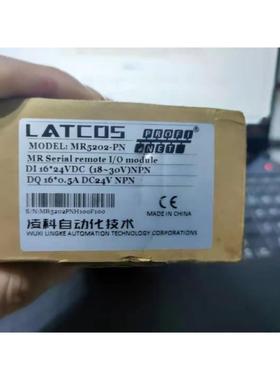 LATCOS PROFI NET
MODEL: MR5202-PN
MR Serial remote I/O module
DI 16*24VDC (18~30V)NPN
DQ 16*0.5A DC24V NPN
S/N:MR5202PNH100F100
CE
MADE IN CHINA
凌科自动化技术
WUXI LINGKE AUTOMATION TECHNOLOGY CORPORATIONS